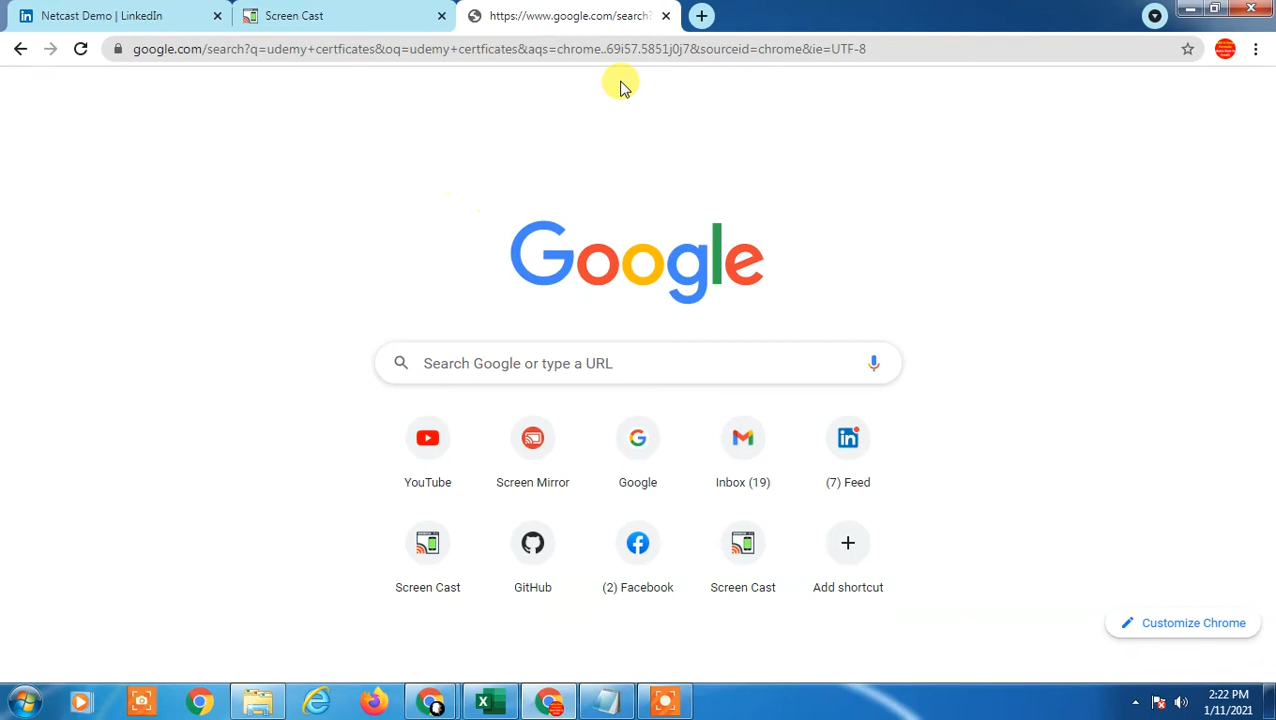 Netcast Demo | LinkedIn
Screen Cast
https://www.google.com/search?
google.com/search?q=udemy+certficates&oq=udemy+certficates&aqs=chrome..69i57.5851j0j7&sourceid=chrome&ie=UTF-8
Google
Search Google or type a URL
YouTube
Screen Mirror
Google
Inbox (19)
(7) Feed
Screen Cast
GitHub
(2) Facebook
Screen Cast
Add shortcut
Customize Chrome
2:22 PM
1/11/2021